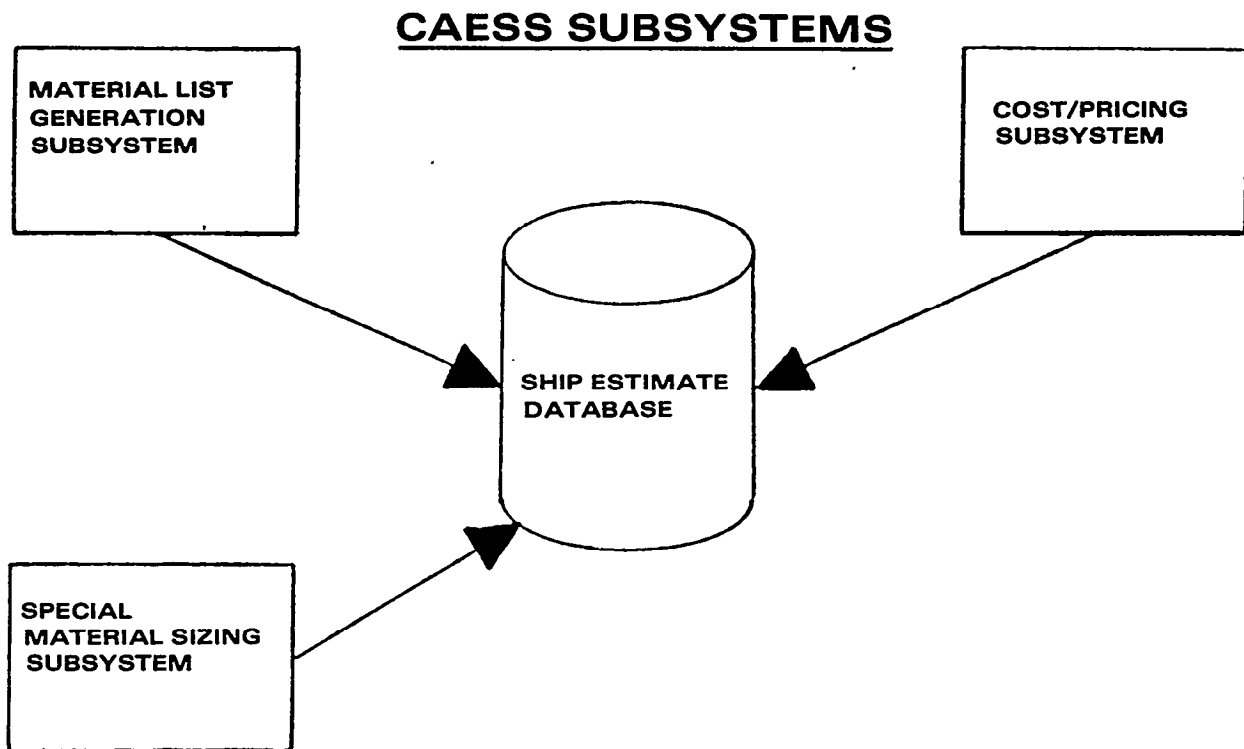 CAESS SUBSYSTEMS
MATERIAL LIST
GENERATION
SUBSYSTEM
COST/PRICING
SUBSYSTEM
SHIP ESTIMATE
DATABASE
SPECIAL
MATERIAL SIZING
SUBSYSTEM